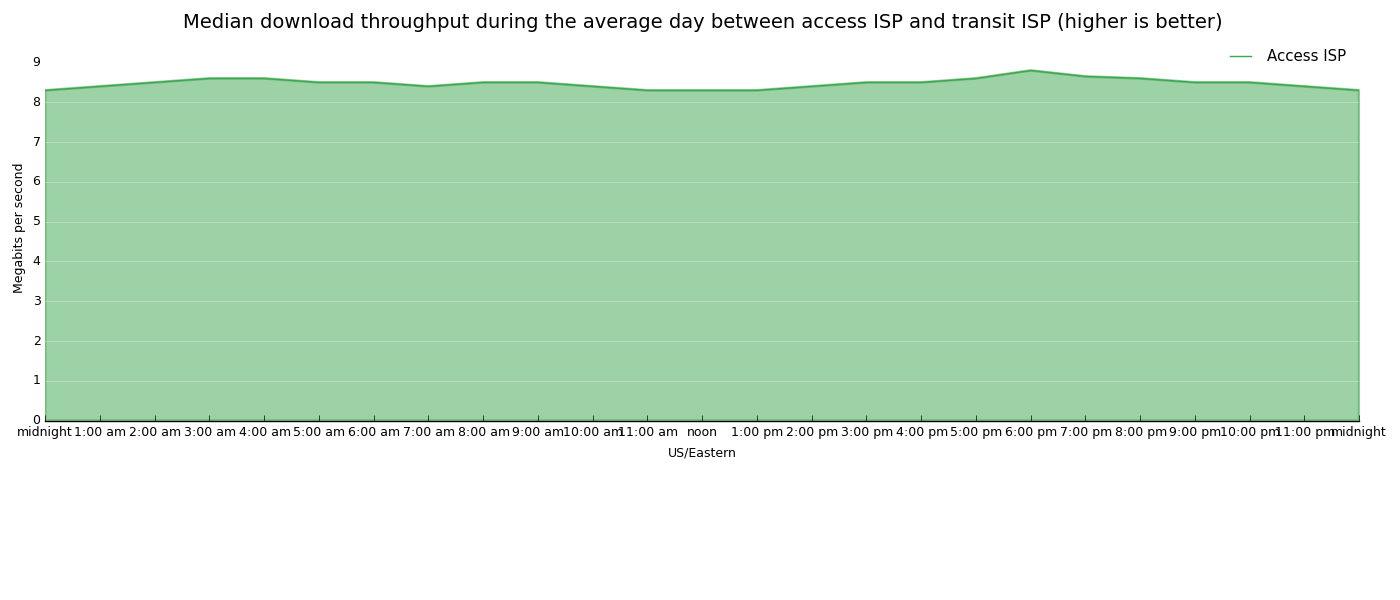 Median download throughput during the average day between access ISP and transit ISP (higher is better)
Access ISP
9
8
7
6
5
4
3
2
1
0
Megabits per second
midnight 1:00 am 2:00 am 3:00 am 4:00 am 5:00 am 6:00 am 7:00 am 8:00 am 9:00 am 10:00 am 11:00 am noon 1:00 pm 2:00 pm 3:00 pm 4:00 pm 5:00 pm 6:00 pm 7:00 pm 8:00 pm 9:00 pm 10:00 pm 11:00 pm midnight
US/Eastern